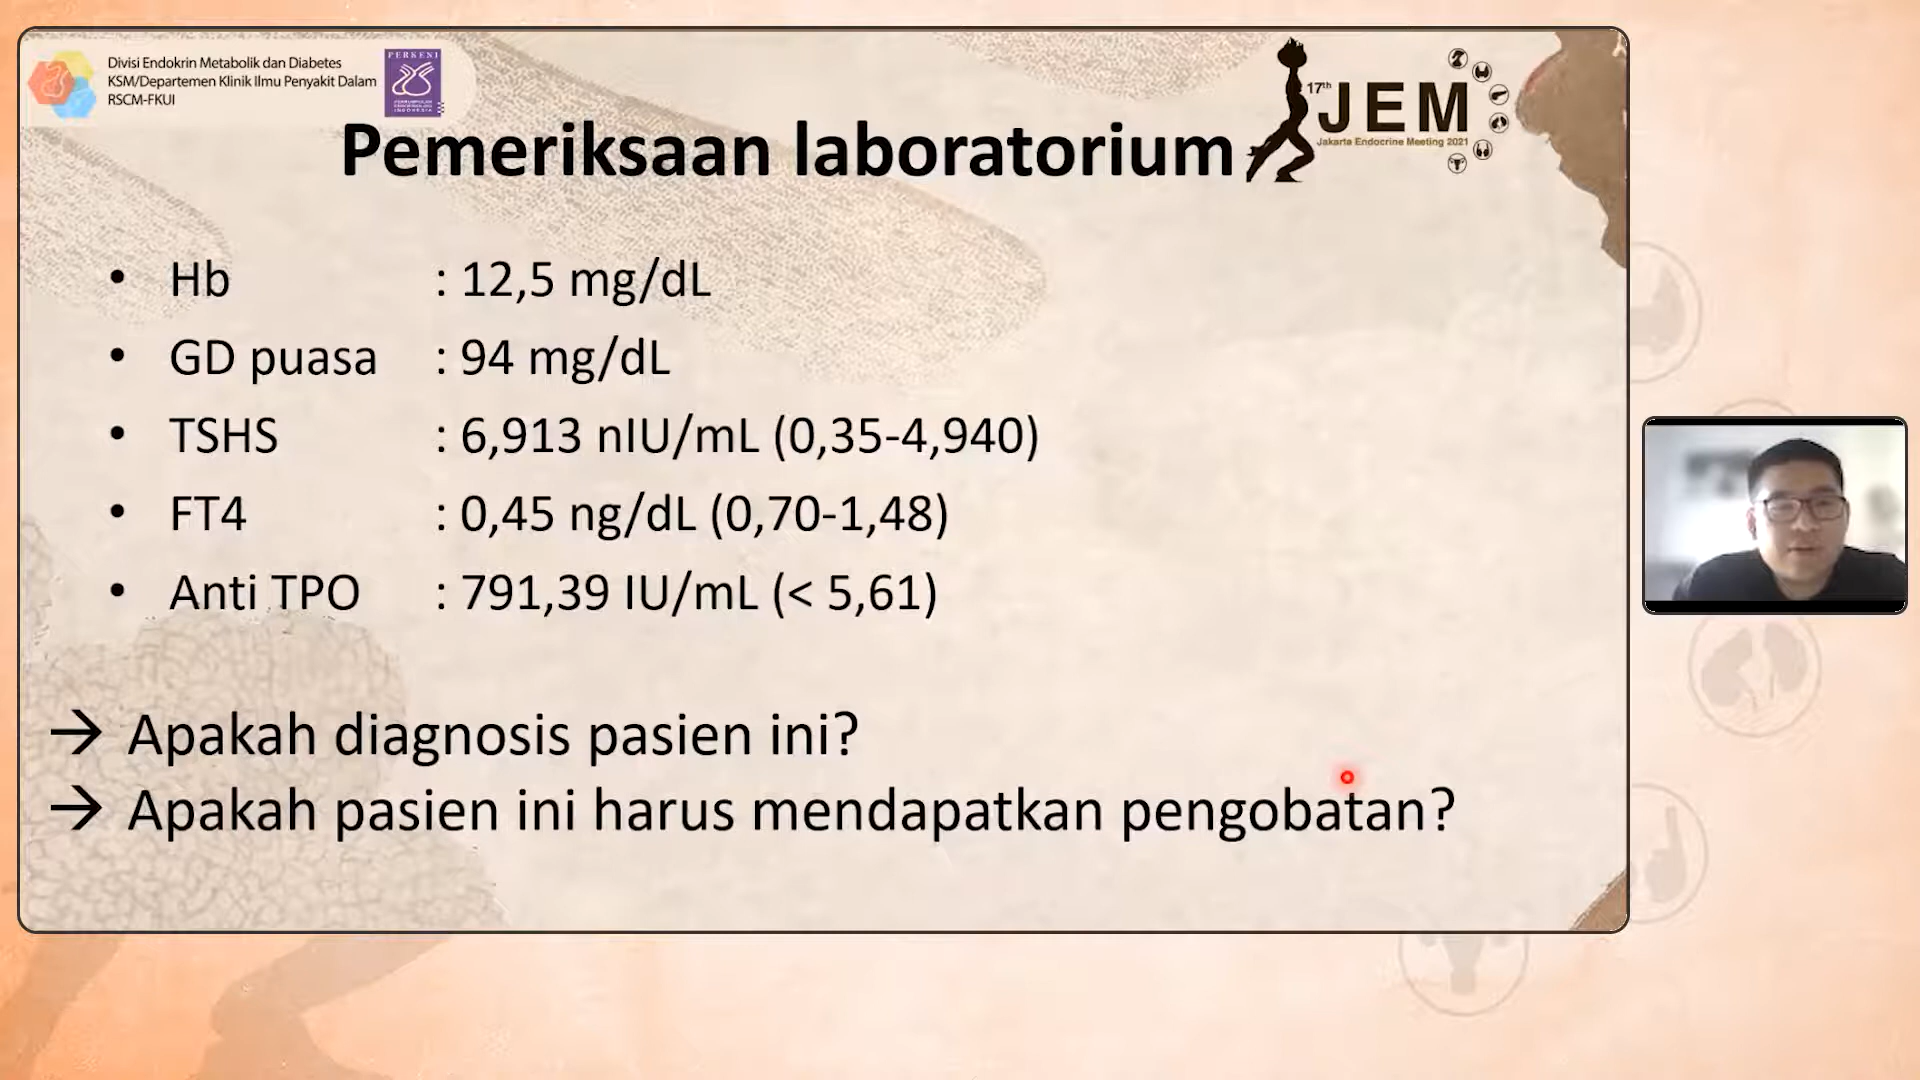 Divisi Endokrin Metabolik dan Diabetes
KSM/Departemen Klinik Ilmu Penyakit Dalam
RSCM-FKUI
PERKENI
17th JEM
Jakarta Endocrine Meeting 2021
Pemeriksaan laboratorium
• Hb : 12,5 mg/dL
• GD puasa : 94 mg/dL
• TSHS : 6,913 nIU/mL (0,35-4,940)
• FT4 : 0,45 ng/dL (0,70-1,48)
• Anti TPO : 791,39 IU/mL (< 5,61)
→ Apakah diagnosis pasien ini?
→ Apakah pasien ini harus mendapatkan pengobatan?